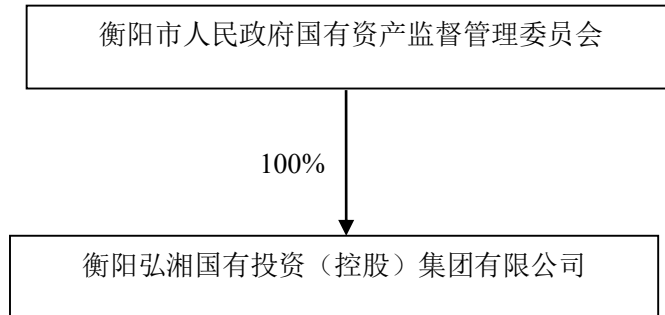 衡阳市人民政府国有资产监督管理委员会
100%
衡阳弘湘国有投资（控股）集团有限公司